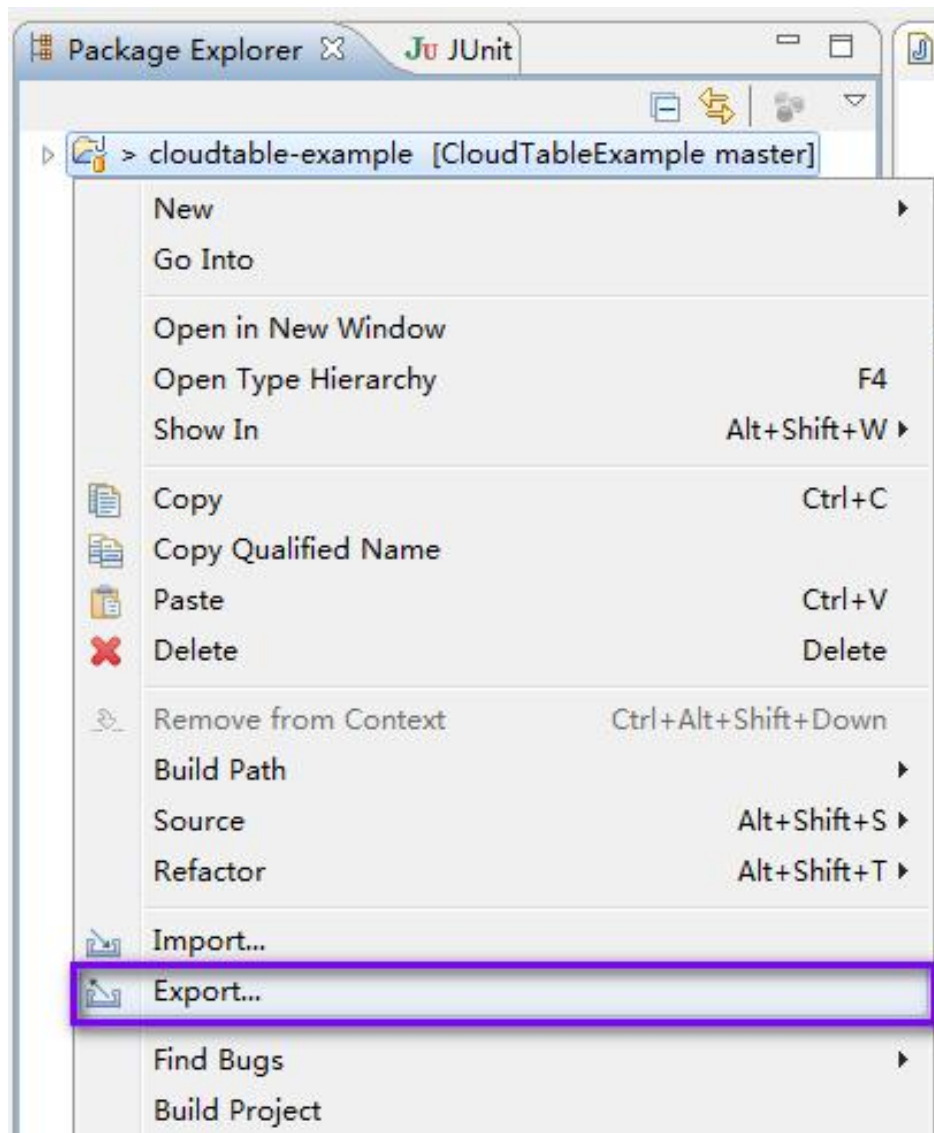 Package Explorer JU JUnit
> cloudtable-example [CloudTableExample master]
New
Go Into
Open in New Window
Open Type Hierarchy F4
Show In Alt+Shift+W
Copy Ctrl+C
Copy Qualified Name
Paste Ctrl+V
Delete Delete
Remove from Context Ctrl+Alt+Shift+Down
Build Path
Source Alt+Shift+S
Refactor Alt+Shift+T
Import...
Export...
Find Bugs
Build Project